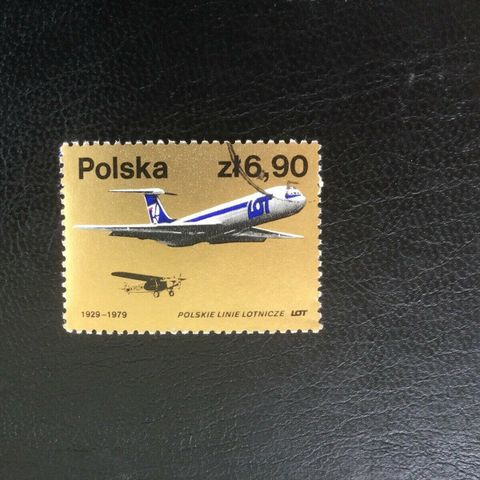 Polska zł6,90
LOT
1929-1979 POLSKIE LINIE LOTNICZE LOT